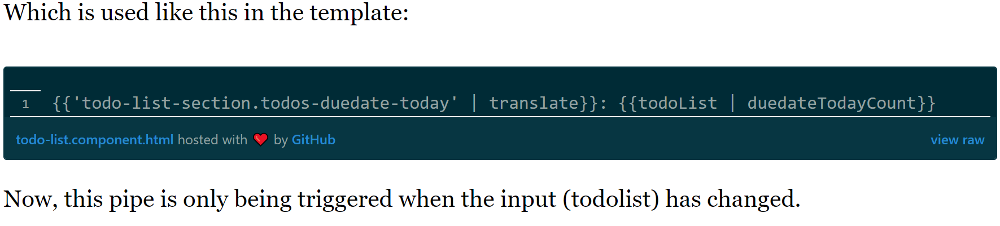 Which is used like this in the template:
1 {{'todo-list-section.todos-duedate-today' | translate}}: {{todoList | duedateTodayCount}}
todo-list.component.html hosted with ❤ by GitHub view raw
Now, this pipe is only being triggered when the input (todolist) has changed.